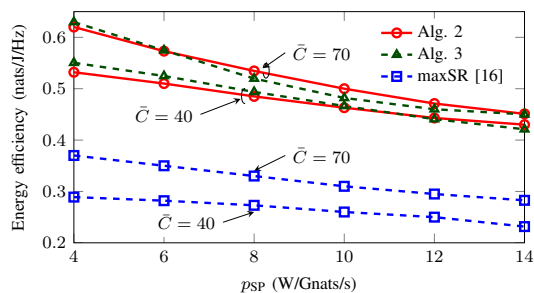 Energy efficiency (nats/J/Hz)
0.6
0.5
0.4
0.3
0.2
Alg. 2
Alg. 3
maxSR [16]
C̄ = 70
C̄ = 40
C̄ = 70
C̄ = 40
4 6 8 10 12 14
pSP (W/Gnats/s)